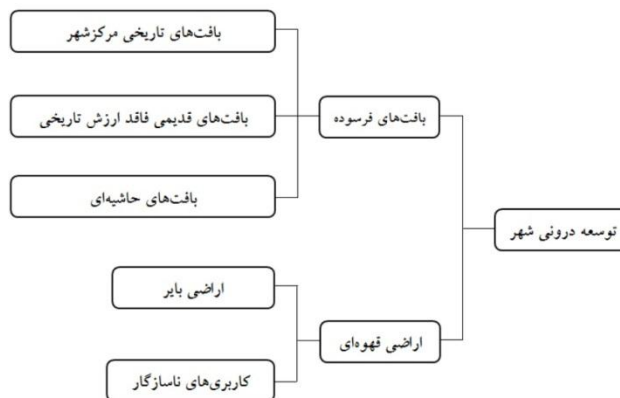 توسعه درونی شهر
بافت‌های فرسوده
بافت‌های تاریخی مرکزشهر
بافت‌های قدیمی فاقد ارزش تاریخی
بافت‌های حاشیه‌ای
اراضی قهوه‌ای
اراضی بایر
کاربری‌های ناسازگار